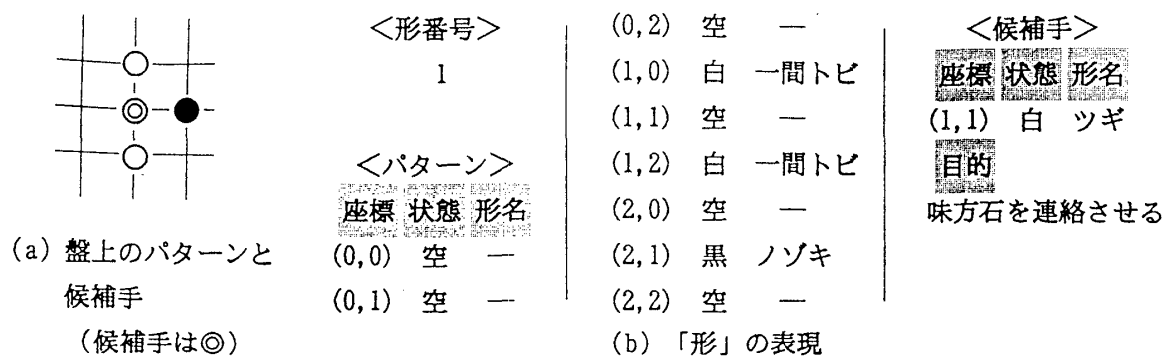 (a) 盤上のパターンと
候補手
(候補手は◎)
<形番号>
1
<パターン>
座標 状態 形名
(0,0) 空 —
(0,1) 空 —
(0,2) 空 —
(1,0) 白 一間トビ
(1,1) 空 —
(1,2) 白 一間トビ
(2,0) 空 —
(2,1) 黒 ノゾキ
(2,2) 空 —
(b) 「形」の表現
<候補手>
座標 状態 形名
(1,1) 白 ツギ
目的
味方石を連絡させる